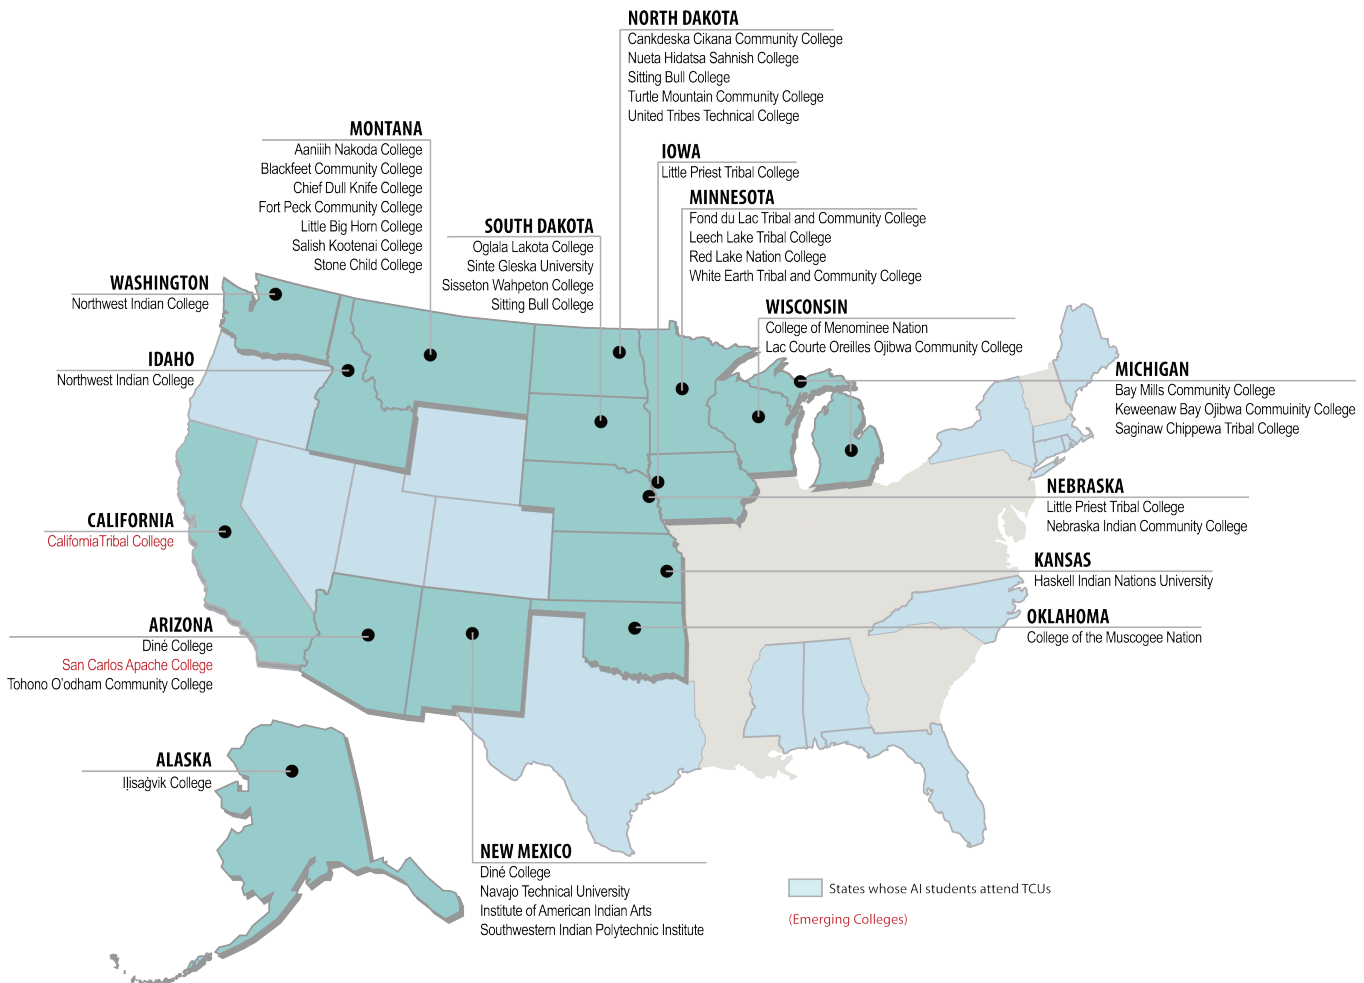 NORTH DAKOTA
Cankdeska Cikana Community College
Nueta Hidatsa Sahnish College
Sitting Bull College
Turtle Mountain Community College
United Tribes Technical College
MONTANA
Aaniiih Nakoda College
Blackfeet Community College
Chief Dull Knife College
Fort Peck Community College
Little Big Horn College
Salish Kootenai College
Stone Child College
IOWA
Little Priest Tribal College
MINNESOTA
Fond du Lac Tribal and Community College
Leech Lake Tribal College
Red Lake Nation College
White Earth Tribal and Community College
SOUTH DAKOTA
Oglala Lakota College
Sinte Gleska University
Sisseton Wahpeton College
Sitting Bull College
WASHINGTON
Northwest Indian College
WISCONSIN
College of Menominee Nation
Lac Courte Oreilles Ojibwa Community College
IDAHO
Northwest Indian College
MICHIGAN
Bay Mills Community College
Keweenaw Bay Ojibwa Commuinity College
Saginaw Chippewa Tribal College
NEBRASKA
Little Priest Tribal College
Nebraska Indian Community College
CALIFORNIA
CaliforniaTribal College
KANSAS
Haskell Indian Nations University
OKLAHOMA
College of the Muscogee Nation
ARIZONA
Diné College
San Carlos Apache College
Tohono O'odham Community College
ALASKA
Iḷisaġvik College
NEW MEXICO
Diné College
Navajo Technical University
Institute of American Indian Arts
Southwestern Indian Polytechnic Institute
States whose AI students attend TCUs
(Emerging Colleges)